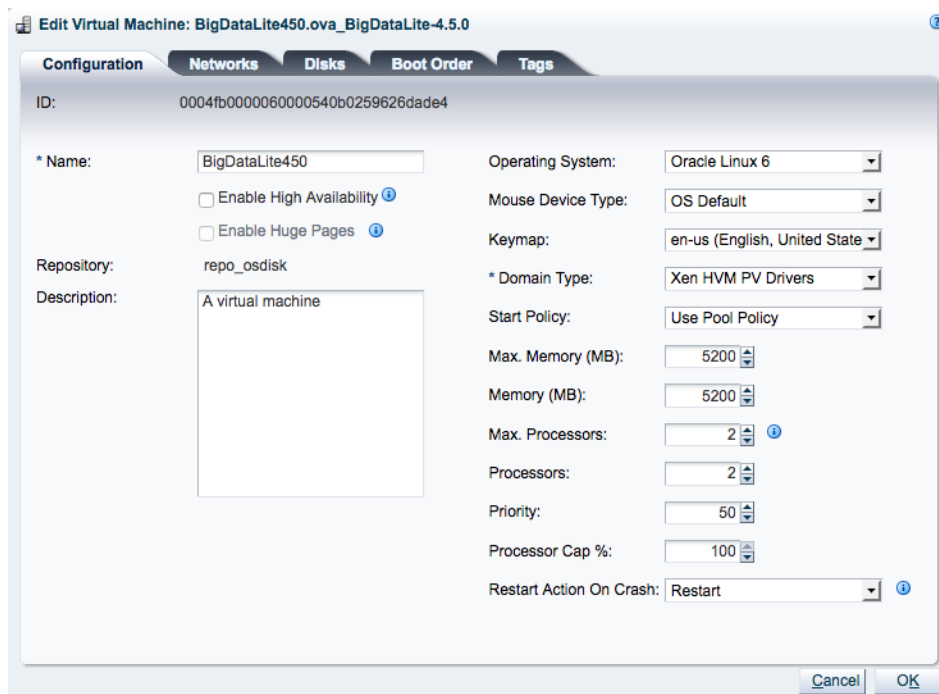 Edit Virtual Machine: BigDataLite450.ova_BigDataLite-4.5.0
Configuration Networks Disks Boot Order Tags
ID: 0004fb0000060000540b0259626dade4
* Name: BigDataLite450
Enable High Availability
Enable Huge Pages
Repository: repo_osdisk
Description: A virtual machine
Operating System: Oracle Linux 6
Mouse Device Type: OS Default
Keymap: en-us (English, United State
* Domain Type: Xen HVM PV Drivers
Start Policy: Use Pool Policy
Max. Memory (MB): 5200
Memory (MB): 5200
Max. Processors: 2
Processors: 2
Priority: 50
Processor Cap %: 100
Restart Action On Crash: Restart
Cancel OK